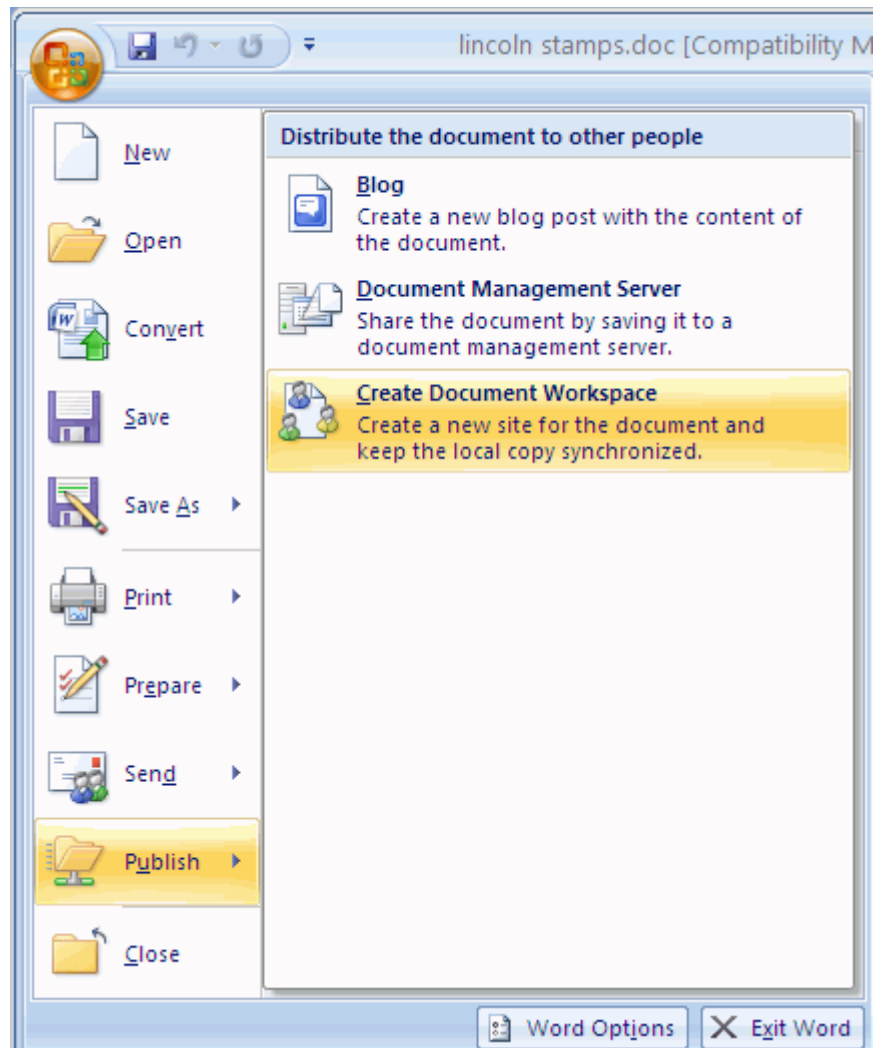 lincoln stamps.doc [Compatibility M
New
Open
Convert
Save
Save As
Print
Prepare
Send
Publish
Close
Distribute the document to other people
Blog
Create a new blog post with the content of
the document.
Document Management Server
Share the document by saving it to a
document management server.
Create Document Workspace
Create a new site for the document and
keep the local copy synchronized.
Word Options
Exit Word